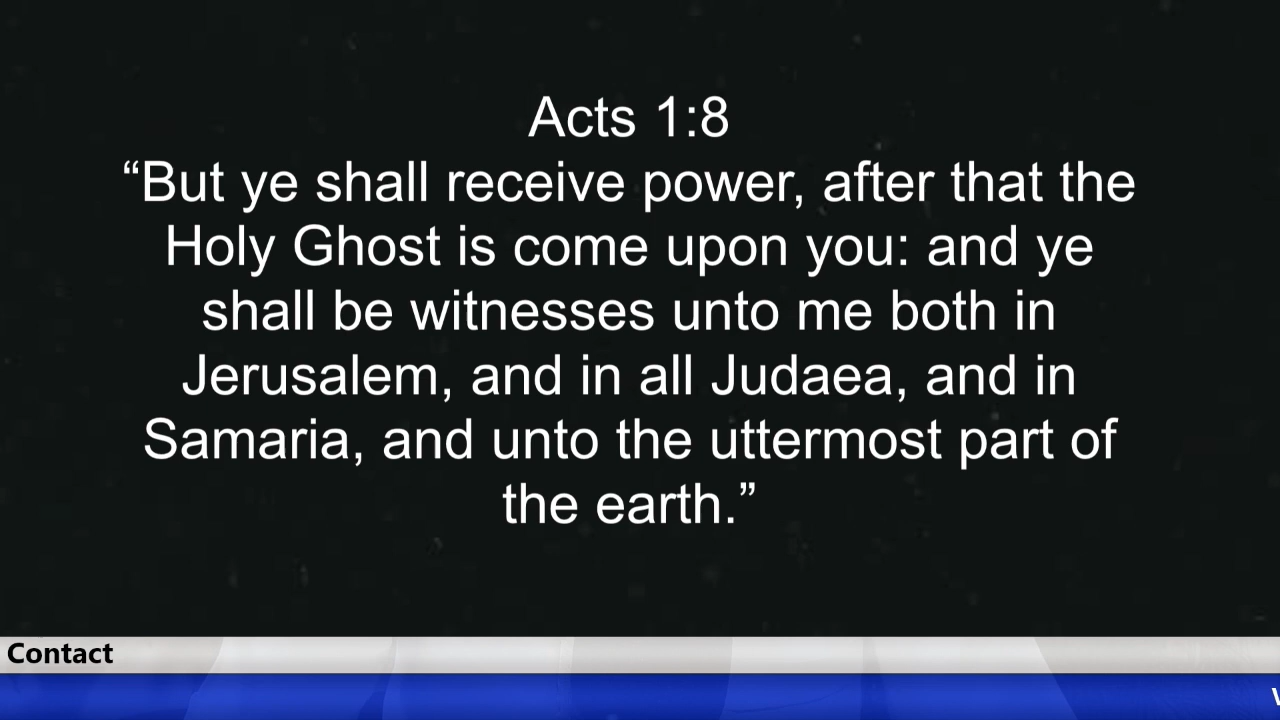 Acts 1:8
“But ye shall receive power, after that the
Holy Ghost is come upon you: and ye
shall be witnesses unto me both in
Jerusalem, and in all Judaea, and in
Samaria, and unto the uttermost part of
the earth.”
Contact